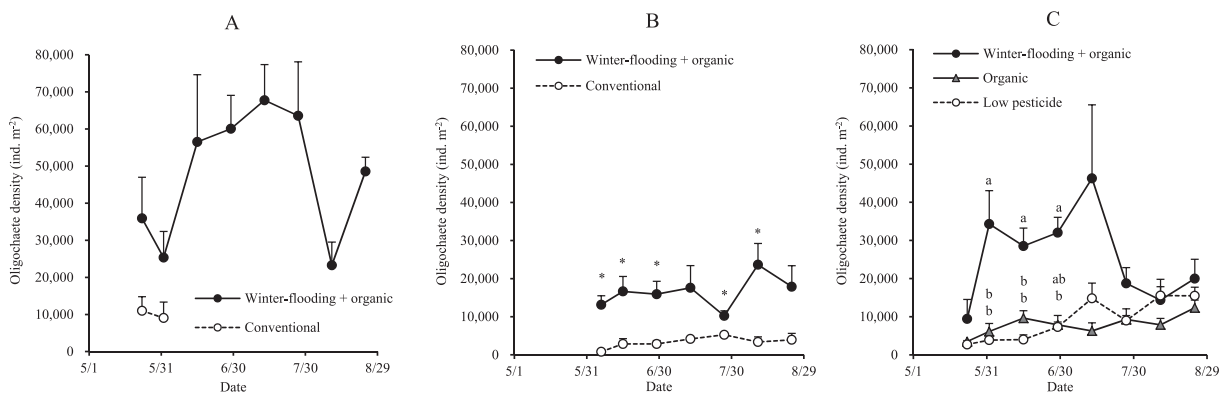 A
80,000
70,000
60,000
50,000
40,000
30,000
20,000
10,000
0
Oligochaete density (ind. m-2)
Winter-flooding + organic
Conventional
5/1
5/31
6/30
7/30
8/29
Date
B
80,000
70,000
60,000
50,000
40,000
30,000
20,000
10,000
0
Oligochaete density (ind. m-2)
Winter-flooding + organic
Conventional
*
*
*
*
*
5/1
5/31
6/30
7/30
8/29
Date
C
80,000
70,000
60,000
50,000
40,000
30,000
20,000
10,000
0
Oligochaete density (ind. m-2)
Winter-flooding + organic
Organic
Low pesticide
a
a
a
b
b
ab
b
b
b
5/1
5/31
6/30
7/30
8/29
Date